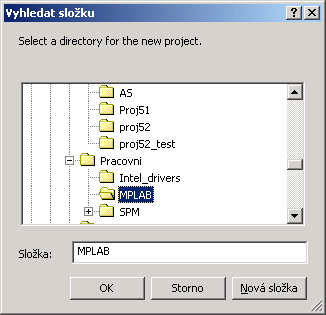 Vyhledat složku
Select a directory for the new project.
AS
Proj51
proj52
proj52_test
Pracovni
Intel_drivers
MPLAB
SPM
Složka:
MPLAB
OK
Storno
Nová složka